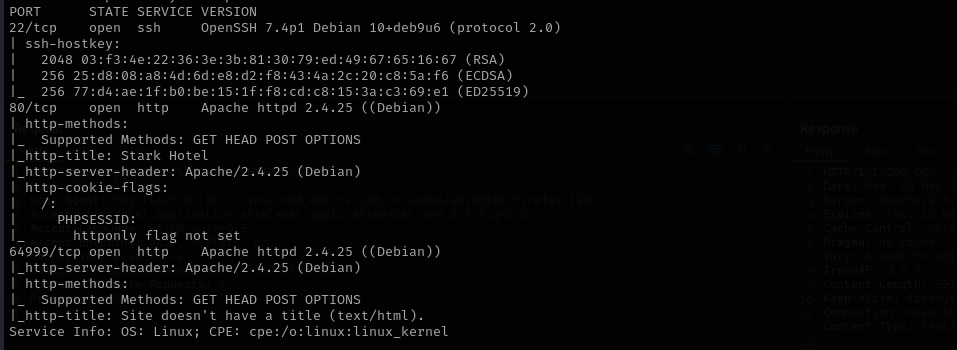 PORT      STATE SERVICE VERSION
22/tcp    open  ssh     OpenSSH 7.4p1 Debian 10+deb9u6 (protocol 2.0)
| ssh-hostkey:
|   2048 03:f3:4e:22:36:3e:3b:81:30:79:ed:49:67:65:16:67 (RSA)
|   256 25:d8:08:a8:4d:6d:e8:d2:f8:43:4a:2c:20:c8:5a:f6 (ECDSA)
|_  256 77:d4:ae:1f:b0:be:15:1f:f8:cd:c8:15:3a:c3:69:e1 (ED25519)
80/tcp    open  http    Apache httpd 2.4.25 ((Debian))
| http-methods:
|_  Supported Methods: GET HEAD POST OPTIONS
|_http-title: Stark Hotel
|_http-server-header: Apache/2.4.25 (Debian)
| http-cookie-flags:
|   /:
|     PHPSESSID:
|_      httponly flag not set
64999/tcp open  http    Apache httpd 2.4.25 ((Debian))
|_http-server-header: Apache/2.4.25 (Debian)
| http-methods:
|_  Supported Methods: GET HEAD POST OPTIONS
|_http-title: Site doesn't have a title (text/html).
Service Info: OS: Linux; CPE: cpe:/o:linux:linux_kernel
Response
Pretty